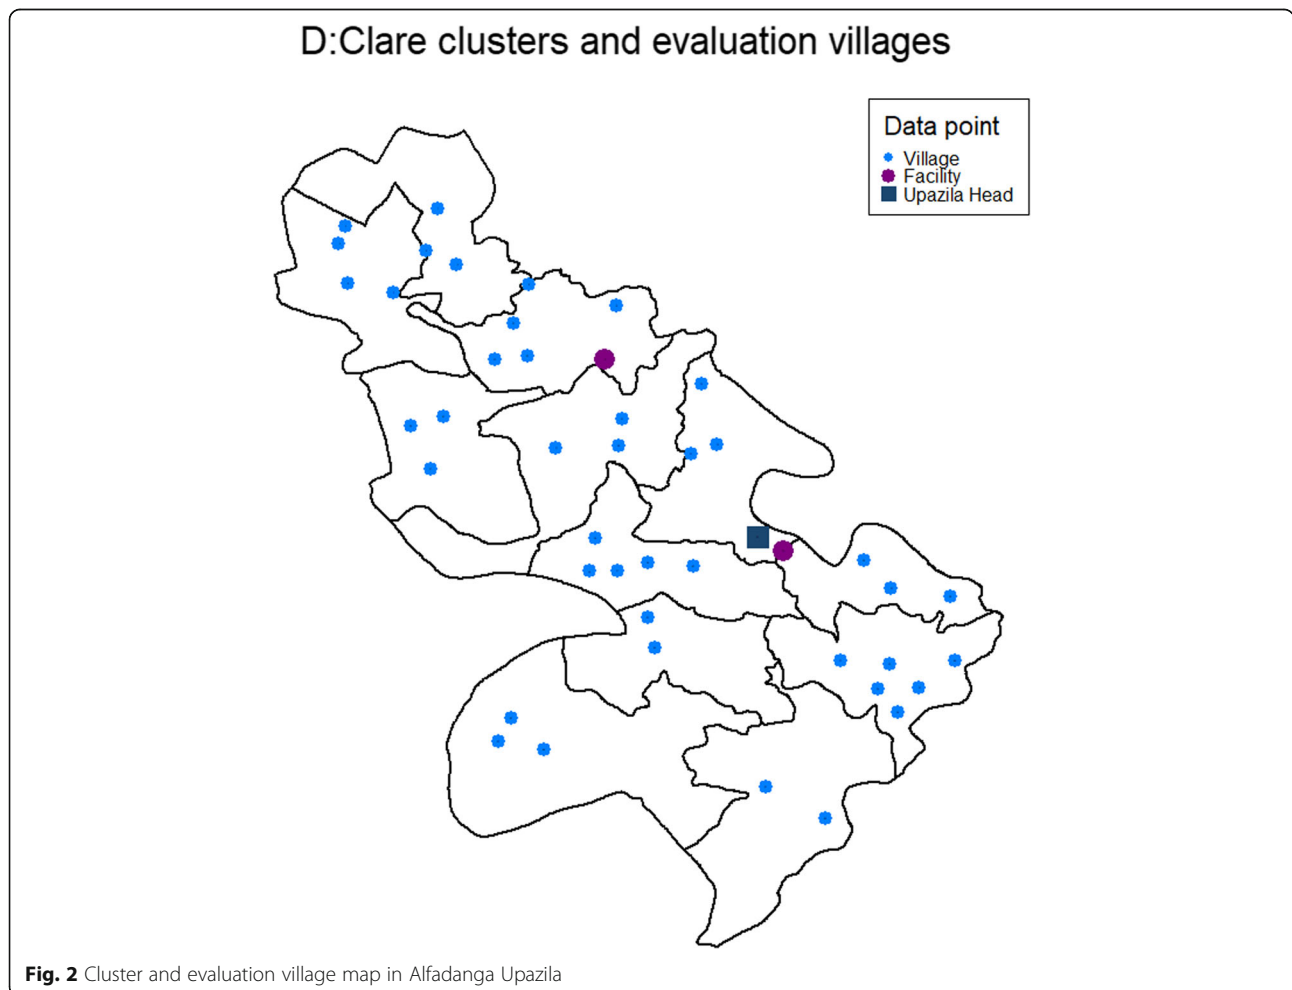 D:Clare clusters and evaluation villages
Data point
Village
Facility
Upazila Head
Fig. 2 Cluster and evaluation village map in Alfadanga Upazila